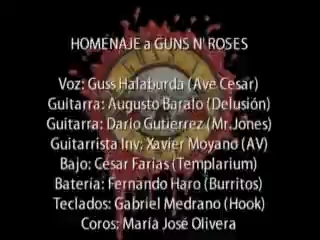 HOMENAJE a GUNS N' ROSES
Voz: Guss Halaburda (Ave Cesar)
Guitarra: Augusto Baralo (Delusión)
Guitarra: Darío Gutierrez (Mr.Jones)
Guitarrista Inv: Xavier Moyano (AV)
Bajo: César Farías (Templarium)
Batería: Fernando Haro (Burritos)
Teclados: Gabriel Medrano (Hook)
Coros: María José Olivera